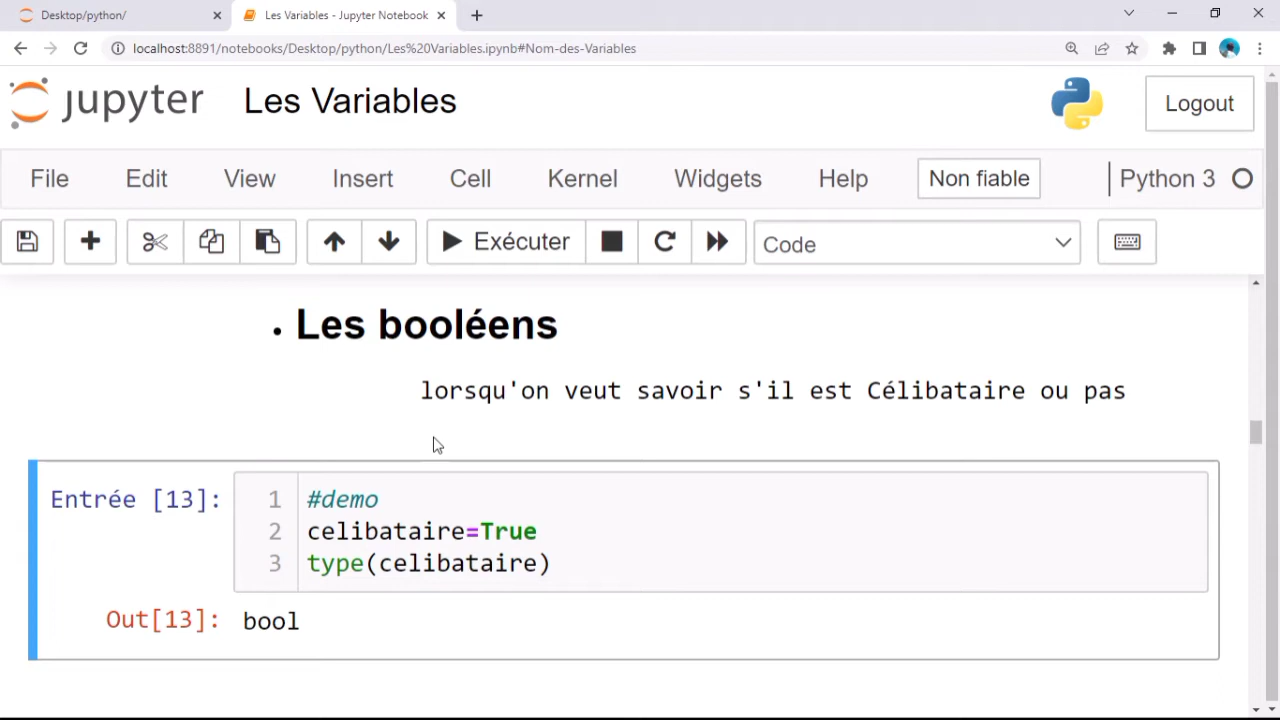 Desktop/python/
Les Variables - Jupyter Notebook
localhost:8891/notebooks/Desktop/python/Les%20Variables.ipynb#Nom-des-Variables
jupyter Les Variables
Logout
File Edit View Insert Cell Kernel Widgets Help Non fiable Python 3
Exécuter Code
• Les booléens
lorsqu'on veut savoir s'il est Célibataire ou pas
Entrée [13]:
1 #demo
2 celibataire=True
3 type(celibataire)
Out[13]: bool